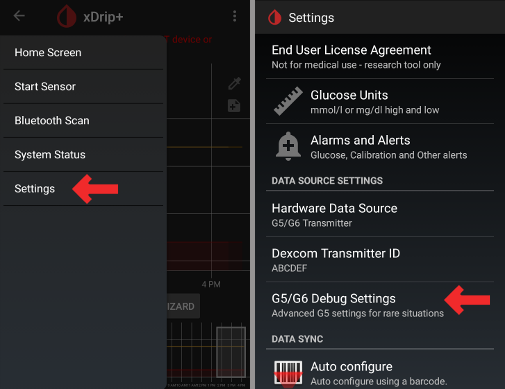 xDrip+
device or
Home Screen
Start Sensor
Bluetooth Scan
System Status
Settings
4 PM
IZARD
Settings
End User License Agreement
Not for medical use - research tool only
Glucose Units
mmol/l or mg/dl high and low
Alarms and Alerts
Glucose, Calibration and Other alerts
DATA SOURCE SETTINGS
Hardware Data Source
G5/G6 Transmitter
Dexcom Transmitter ID
ABCDEF
G5/G6 Debug Settings
Advanced G5 settings for rare situations
DATA SYNC
Auto configure
Auto configure using a barcode.